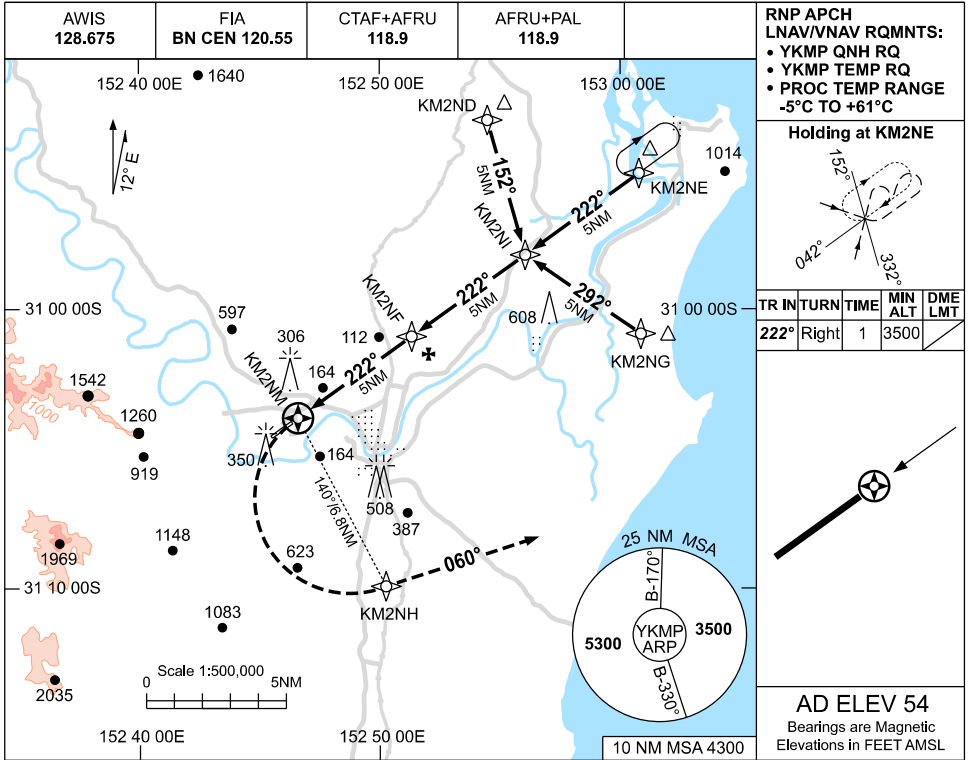 AWIS
128.675
FIA
BN CEN 120.55
CTAF+AFRU
118.9
AFRU+PAL
118.9
RNP APCH
LNAV/VNAV RQMNTS:
• YKMP QNH RQ
• YKMP TEMP RQ
• PROC TEMP RANGE
-5°C TO +61°C
152 40 00E
1640
152 50 00E
153 00 00E
KM2ND
12° E
152°
5NM
1014
KM2NE
222°
5NM
KM2NI
Holding at KM2NE
152°
042°
332°
TR IN
TURN
TIME
MIN ALT
DME LMT
222°
Right
1
3500
222°
5NM
292°
5NM
31 00 00S
31 00 00S
KM2NF
608
597
306
112
KM2NG
222°
5NM
164
KM2NM
1542
1000
1260
919
350
164
508
387
140°/6.8NM
1148
1969
623
060°
31 10 00S
KM2NH
1083
2035
Scale 1:500,000
0
5NM
25 NM MSA
B-170°
5300
YKMP
ARP
3500
B-330°
152 40 00E
152 50 00E
10 NM MSA 4300
AD ELEV 54
Bearings are Magnetic
Elevations in FEET AMSL